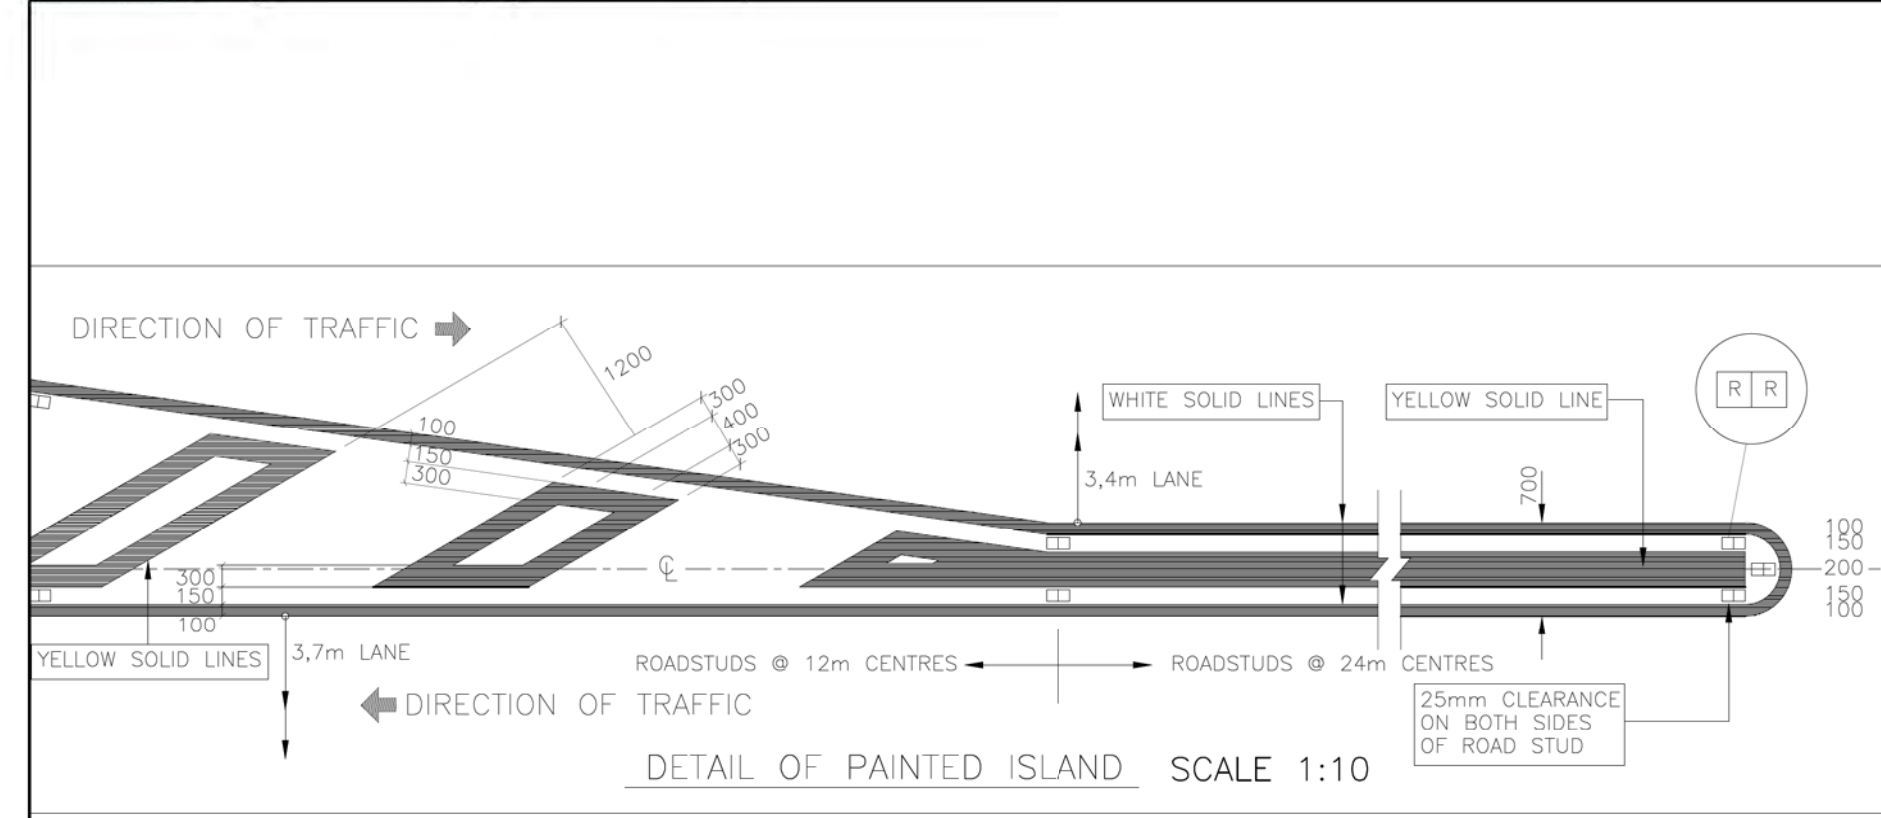 DIRECTION OF TRAFFIC
1200
300
400
300
100
150
300
WHITE SOLID LINES
YELLOW SOLID LINE
R R
3,4m LANE
700
100
150
200
150
100
℄
300
150
100
YELLOW SOLID LINES
3,7m LANE
ROADSTUDS @ 12m CENTRES
ROADSTUDS @ 24m CENTRES
DIRECTION OF TRAFFIC
25mm CLEARANCE
ON BOTH SIDES
OF ROAD STUD
DETAIL OF PAINTED ISLAND SCALE 1:10